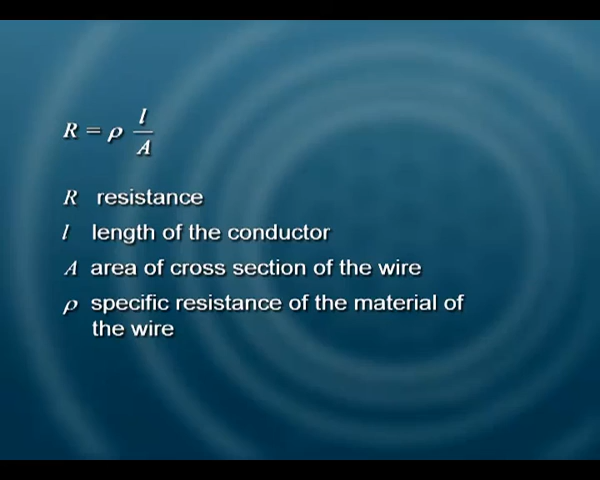 R = ρ l/A
R resistance
l length of the conductor
A area of cross section of the wire
ρ specific resistance of the material of
the wire